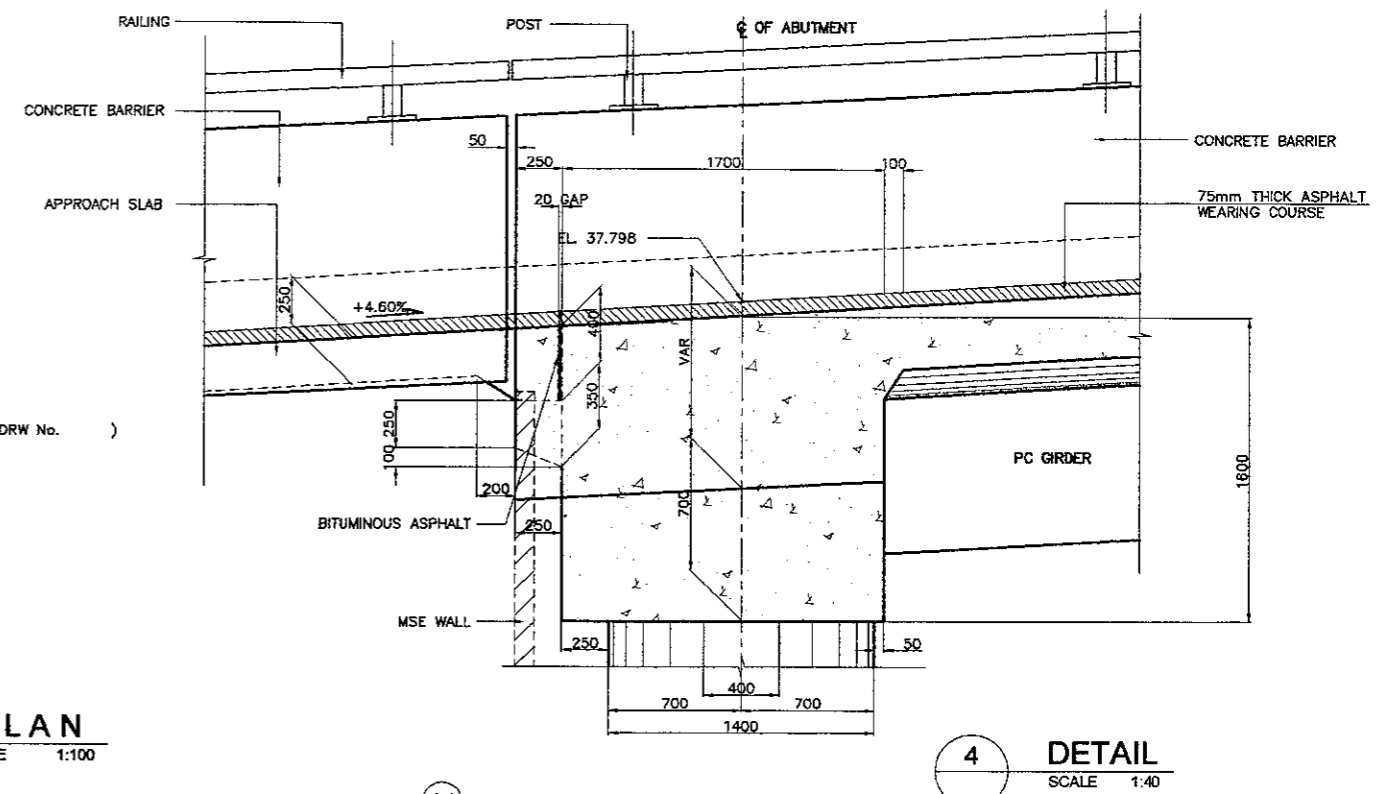 RAILING
POST
℄ OF ABUTMENT
CONCRETE BARRIER
50
250
1700
100
CONCRETE BARRIER
APPROACH SLAB
20 GAP
75mm THICK ASPHALT
WEARING COURSE
EL. 37.798
250
+4.60%
400
VAR
350
250
100
DRW No. )
PC GIRDER
1600
200
700
BITUMINOUS ASPHALT
250
MSE WALL
250
50
400
700
700
1400
LAN
E 1:100
4
DETAIL
SCALE 1:40